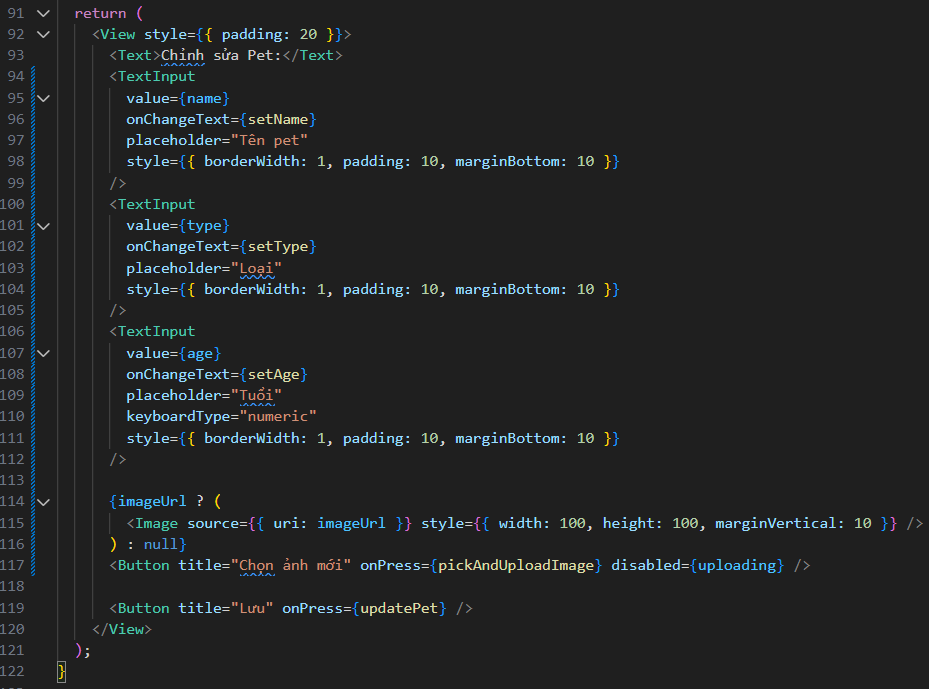 91 return (
92 <View style={{ padding: 20 }}>
93 <Text>Chỉnh sửa Pet:</Text>
94 <TextInput
95 value={name}
96 onChangeText={setName}
97 placeholder="Tên pet"
98 style={{ borderWidth: 1, padding: 10, marginBottom: 10 }}
99 />
100 <TextInput
101 value={type}
102 onChangeText={setType}
103 placeholder="Loại"
104 style={{ borderWidth: 1, padding: 10, marginBottom: 10 }}
105 />
106 <TextInput
107 value={age}
108 onChangeText={setAge}
109 placeholder="Tuổi"
110 keyboardType="numeric"
111 style={{ borderWidth: 1, padding: 10, marginBottom: 10 }}
112 />
113
114 {imageUrl ? (
115 <Image source={{ uri: imageUrl }} style={{ width: 100, height: 100, marginVertical: 10 }} />
116 ) : null}
117 <Button title="Chọn ảnh mới" onPress={pickAndUploadImage} disabled={uploading} />
118
119 <Button title="Lưu" onPress={updatePet} />
120 </View>
121 );
122 }